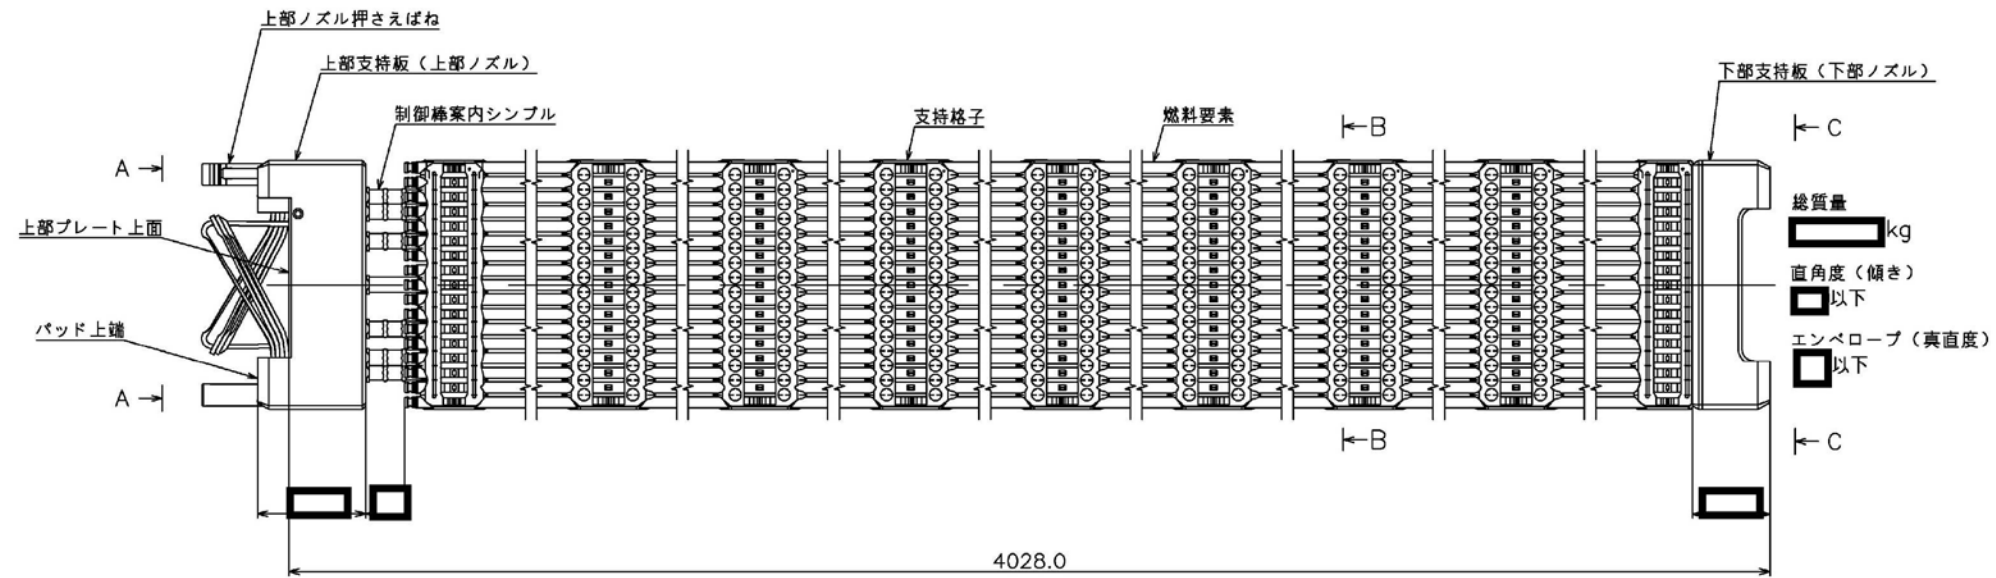 上部ノズル押さえばね
上部支持板（上部ノズル）
制御棒案内シンプル
支持格子
燃料要素
下部支持板（下部ノズル）
A
B
C
上部プレート上面
パッド上端
総質量
kg
直角度（傾き）
以下
エンベロープ（真直度）
以下
A
B
C
4028.0